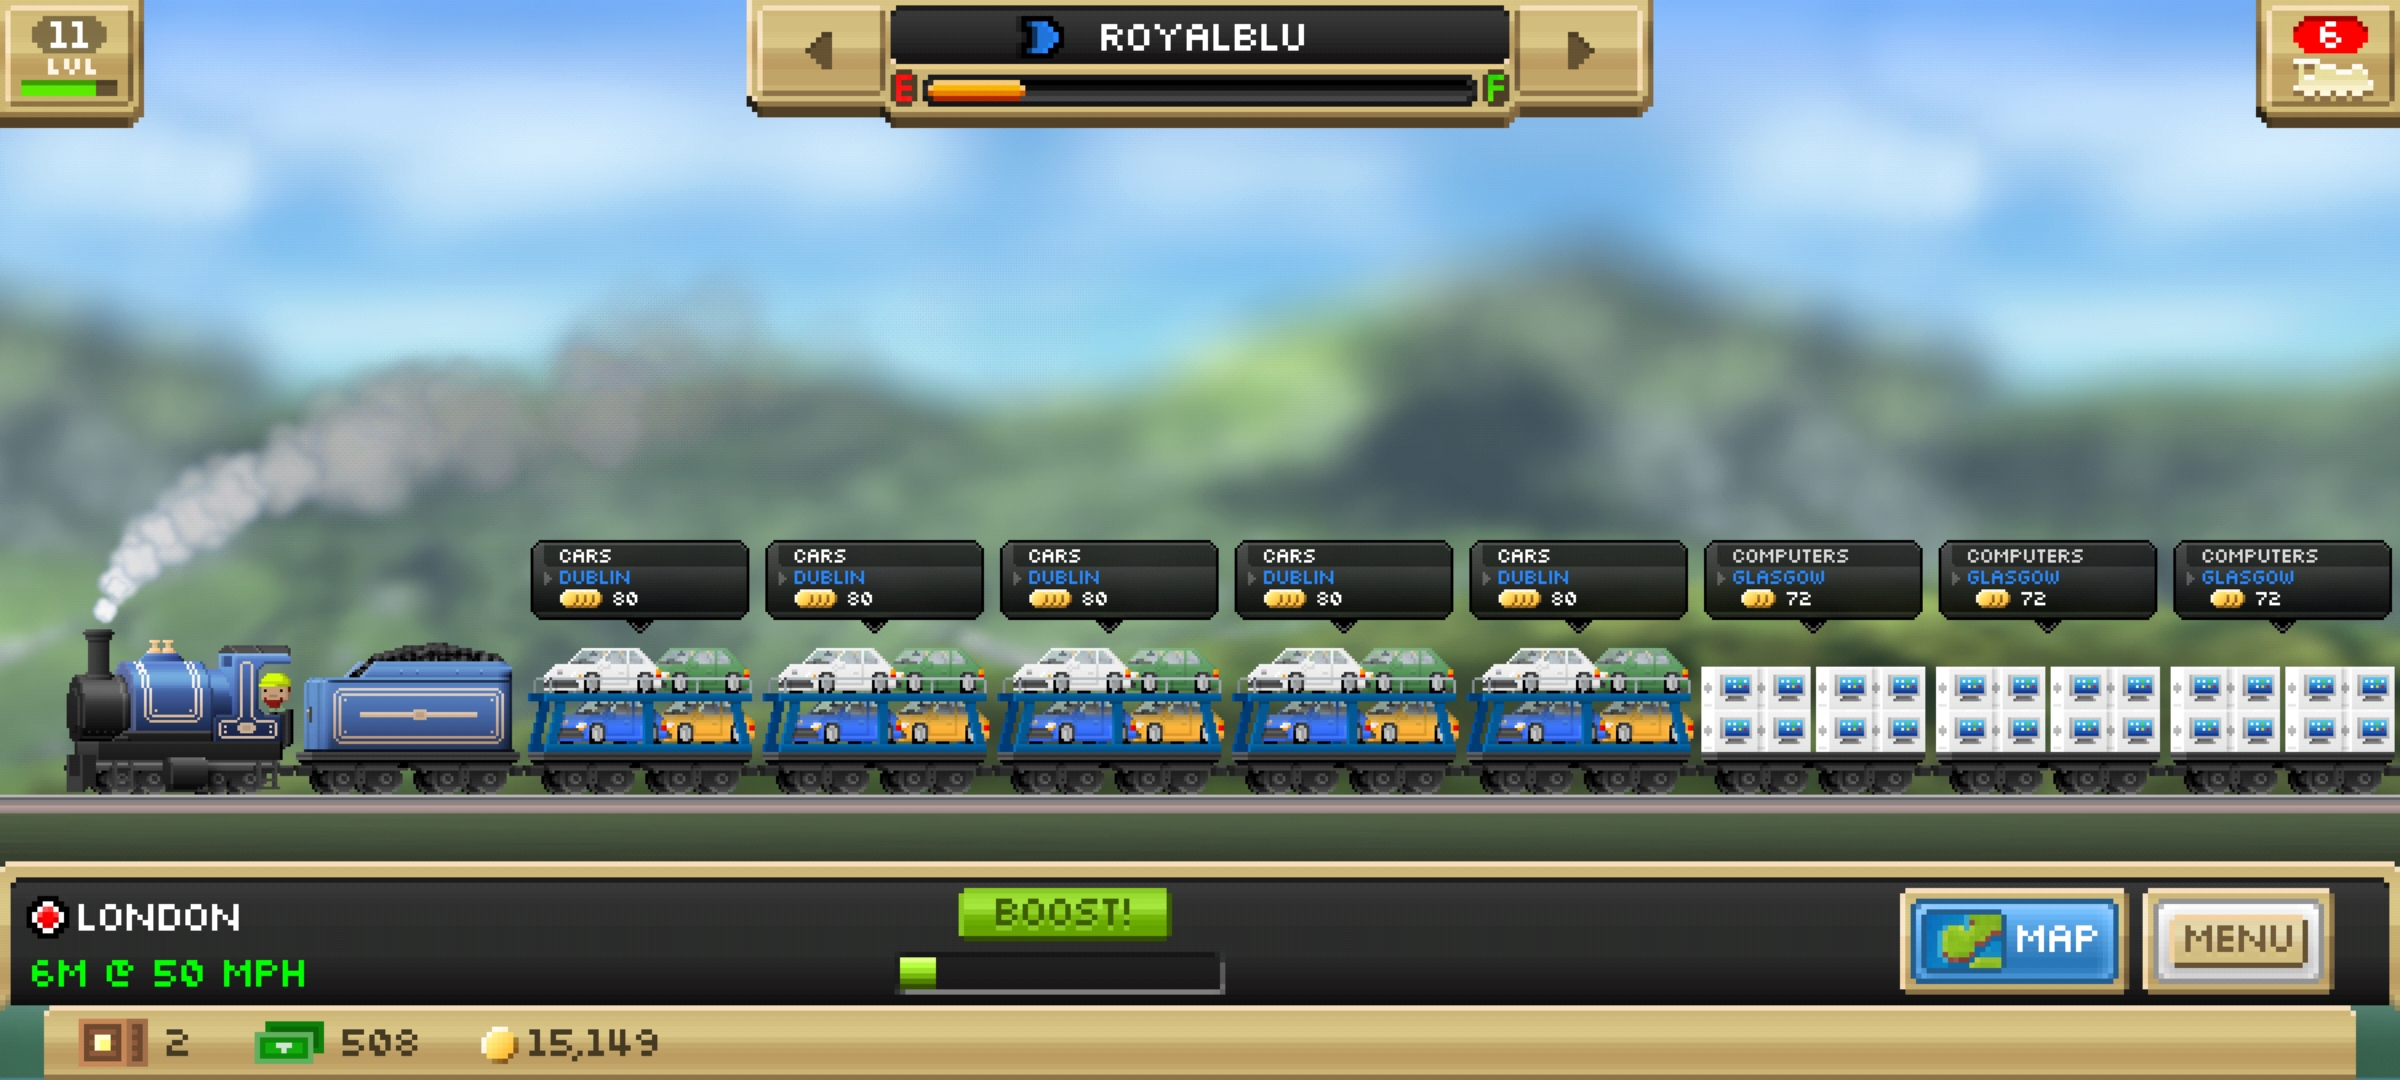 11
LVL
ROYALBLU
E
F
6
CARS
DUBLIN
80
CARS
DUBLIN
80
CARS
DUBLIN
80
CARS
DUBLIN
80
CARS
DUBLIN
80
COMPUTERS
GLASGOW
72
COMPUTERS
GLASGOW
72
COMPUTERS
GLASGOW
72
LONDON
6M @ 50 MPH
BOOST!
MAP
MENU
2
508
15,149